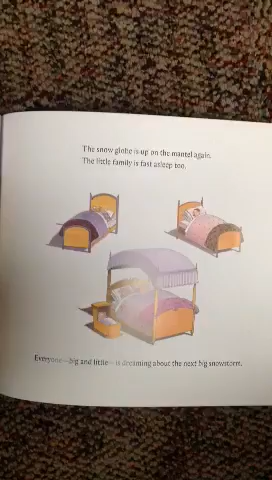 The snow globe is up on the mantel again.
The little family is fast asleep too.
Everyone—big and little—is dreaming about the next big snowstorm.